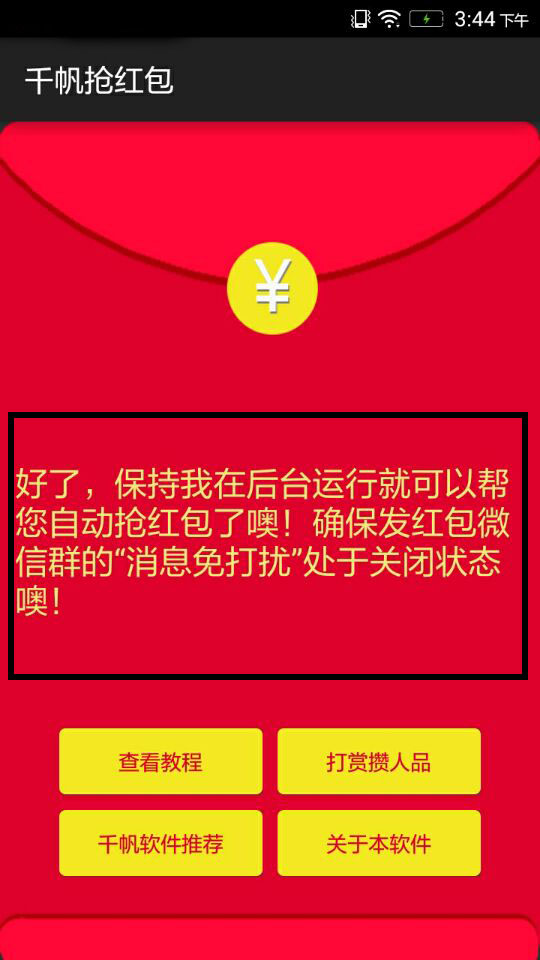 3:44 下午
千帆抢红包
¥
好了，保持我在后台运行就可以帮
您自动抢红包了噢！确保发红包微
信群的“消息免打扰”处于关闭状态
噢！
查看教程
打赏攒人品
千帆软件推荐
关于本软件